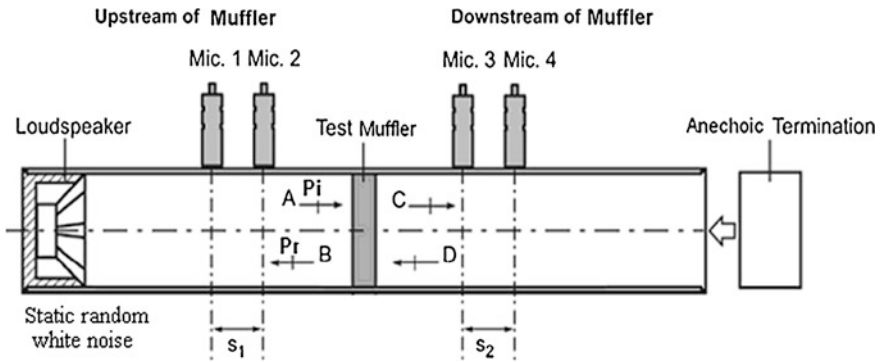 Upstream of Muffler
Downstream of Muffler
Mic. 1 Mic. 2
Mic. 3 Mic. 4
Loudspeaker
Test Muffler
Anechoic Termination
A Pi
C
Pr B
D
Static random
white noise
s1
s2